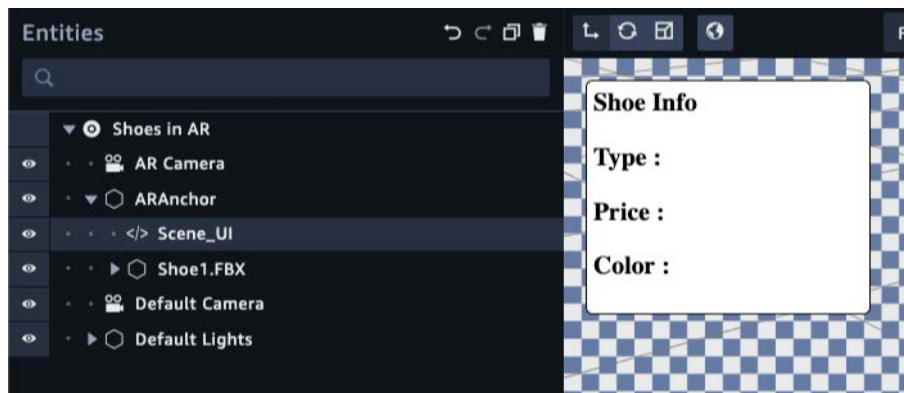 Entities
Shoes in AR
AR Camera
ARAnchor
</> Scene_UI
Shoe1.FBX
Default Camera
Default Lights
Shoe Info
Type :
Price :
Color :